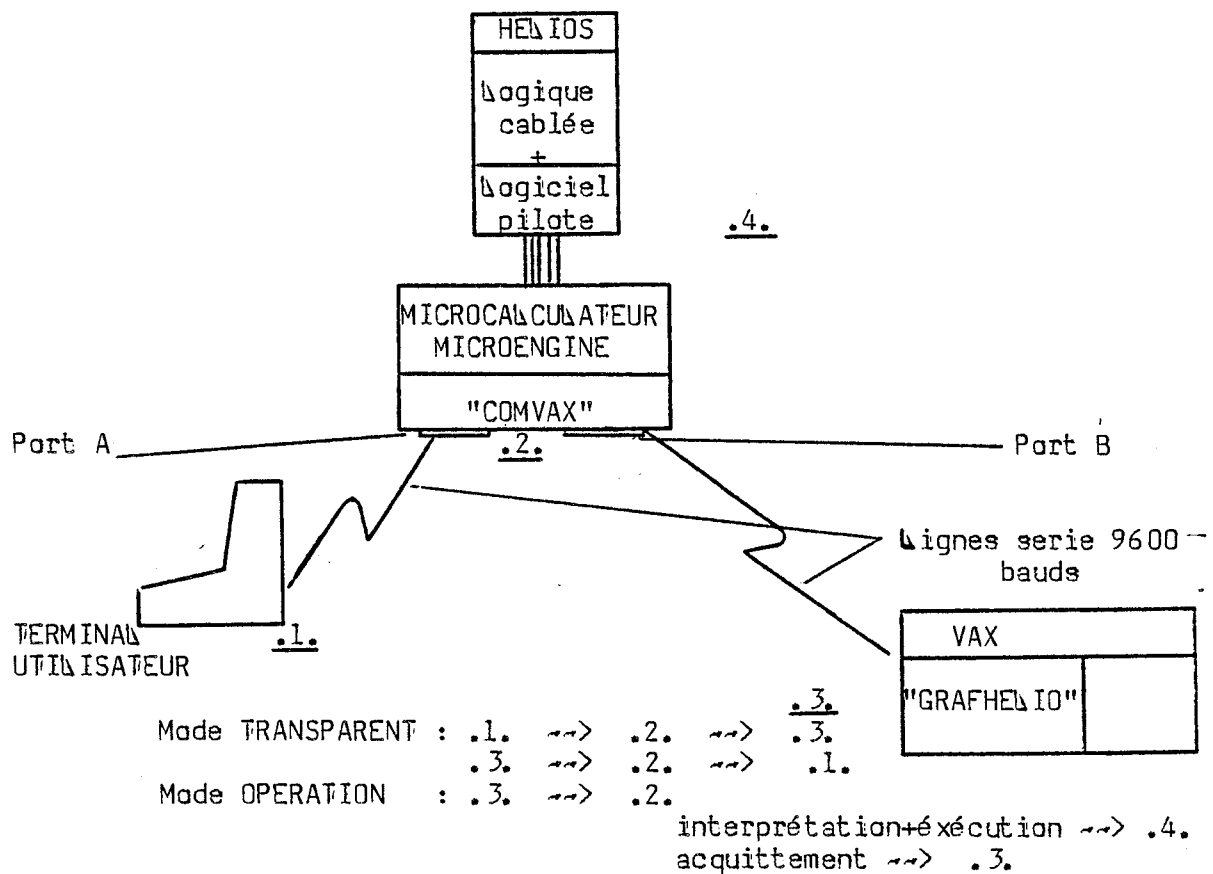 HELIOS
Logique
cablée
+
Logiciel
pilote
.4.
MICROCALCULATEUR
MICROENGINE
"COMVAX"
Port A
.2.
Port B
Lignes serie 9600
bauds
TERMINAL
UTILISATEUR
.1.
VAX
"GRAFHELIO"
.3.
Mode TRANSPARENT : .1. --> .2. --> .3.
.3. --> .2. --> .1.
Mode OPERATION : .3. --> .2.
interprétation+éxécution --> .4.
acquittement --> .3.